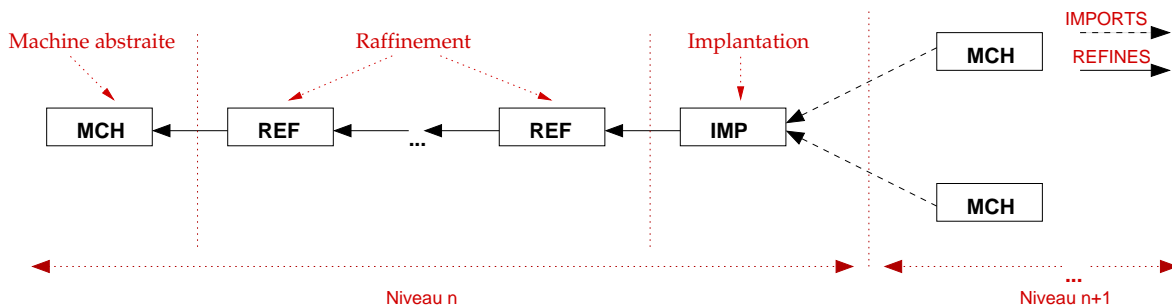 IMPORTS
Machine abstraite
Raffinement
Implantation
REFINES
MCH
MCH
REF
...
REF
IMP
MCH
...
Niveau n
Niveau n+1